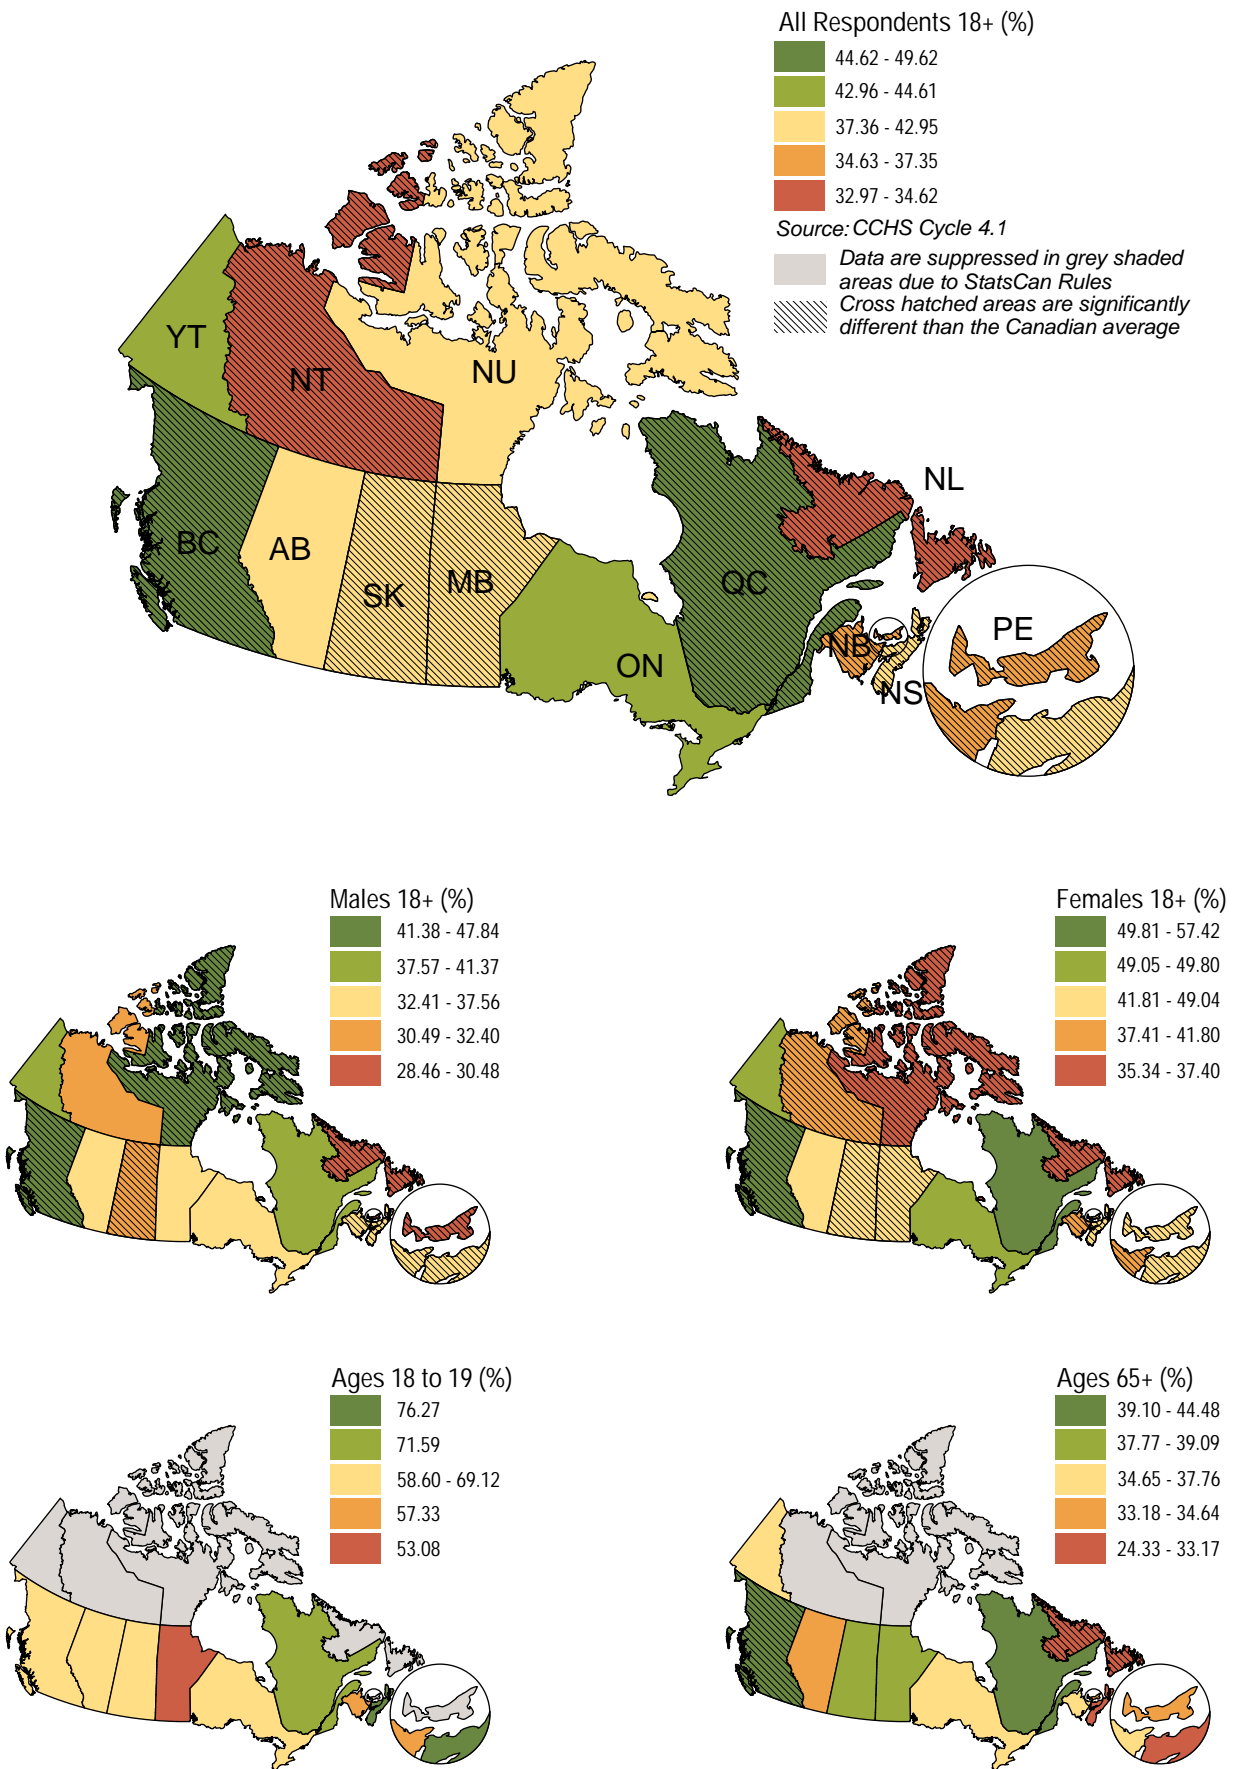 All Respondents 18+ (%)
44.62 - 49.62
42.96 - 44.61
37.36 - 42.95
34.63 - 37.35
32.97 - 34.62
Source: CCHS Cycle 4.1
Data are suppressed in grey shaded
areas due to StatsCan Rules
Cross hatched areas are significantly
different than the Canadian average
YT
NT
NU
NL
BC
AB
SK
MB
QC
ON
NB
NS
PE
Males 18+ (%)
41.38 - 47.84
37.57 - 41.37
32.41 - 37.56
30.49 - 32.40
28.46 - 30.48
Females 18+ (%)
49.81 - 57.42
49.05 - 49.80
41.81 - 49.04
37.41 - 41.80
35.34 - 37.40
Ages 18 to 19 (%)
76.27
71.59
58.60 - 69.12
57.33
53.08
Ages 65+ (%)
39.10 - 44.48
37.77 - 39.09
34.65 - 37.76
33.18 - 34.64
24.33 - 33.17